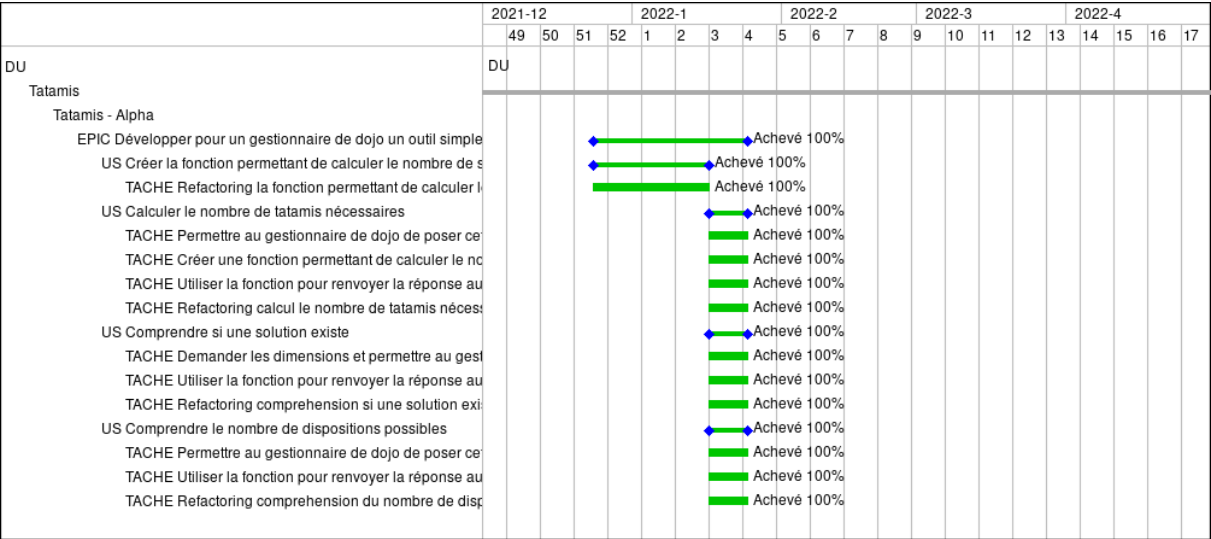 2021-12 2022-1 2022-2 2022-3 2022-4
49 50 51 52 1 2 3 4 5 6 7 8 9 10 11 12 13 14 15 16 17
DU DU
Tatamis
Tatamis - Alpha
EPIC Développer pour un gestionnaire de dojo un outil simple Achevé 100%
US Créer la fonction permettant de calculer le nombre de s Achevé 100%
TACHE Refactoring la fonction permettant de calculer l Achevé 100%
US Calculer le nombre de tatamis nécessaires Achevé 100%
TACHE Permettre au gestionnaire de dojo de poser cet Achevé 100%
TACHE Créer une fonction permettant de calculer le no Achevé 100%
TACHE Utiliser la fonction pour renvoyer la réponse au Achevé 100%
TACHE Refactoring calcul le nombre de tatamis nécess Achevé 100%
US Comprendre si une solution existe Achevé 100%
TACHE Demander les dimensions et permettre au gest Achevé 100%
TACHE Utiliser la fonction pour renvoyer la réponse au Achevé 100%
TACHE Refactoring comprehension si une solution exis Achevé 100%
US Comprendre le nombre de dispositions possibles Achevé 100%
TACHE Permettre au gestionnaire de dojo de poser cet Achevé 100%
TACHE Utiliser la fonction pour renvoyer la réponse au Achevé 100%
TACHE Refactoring comprehension du nombre de disp Achevé 100%